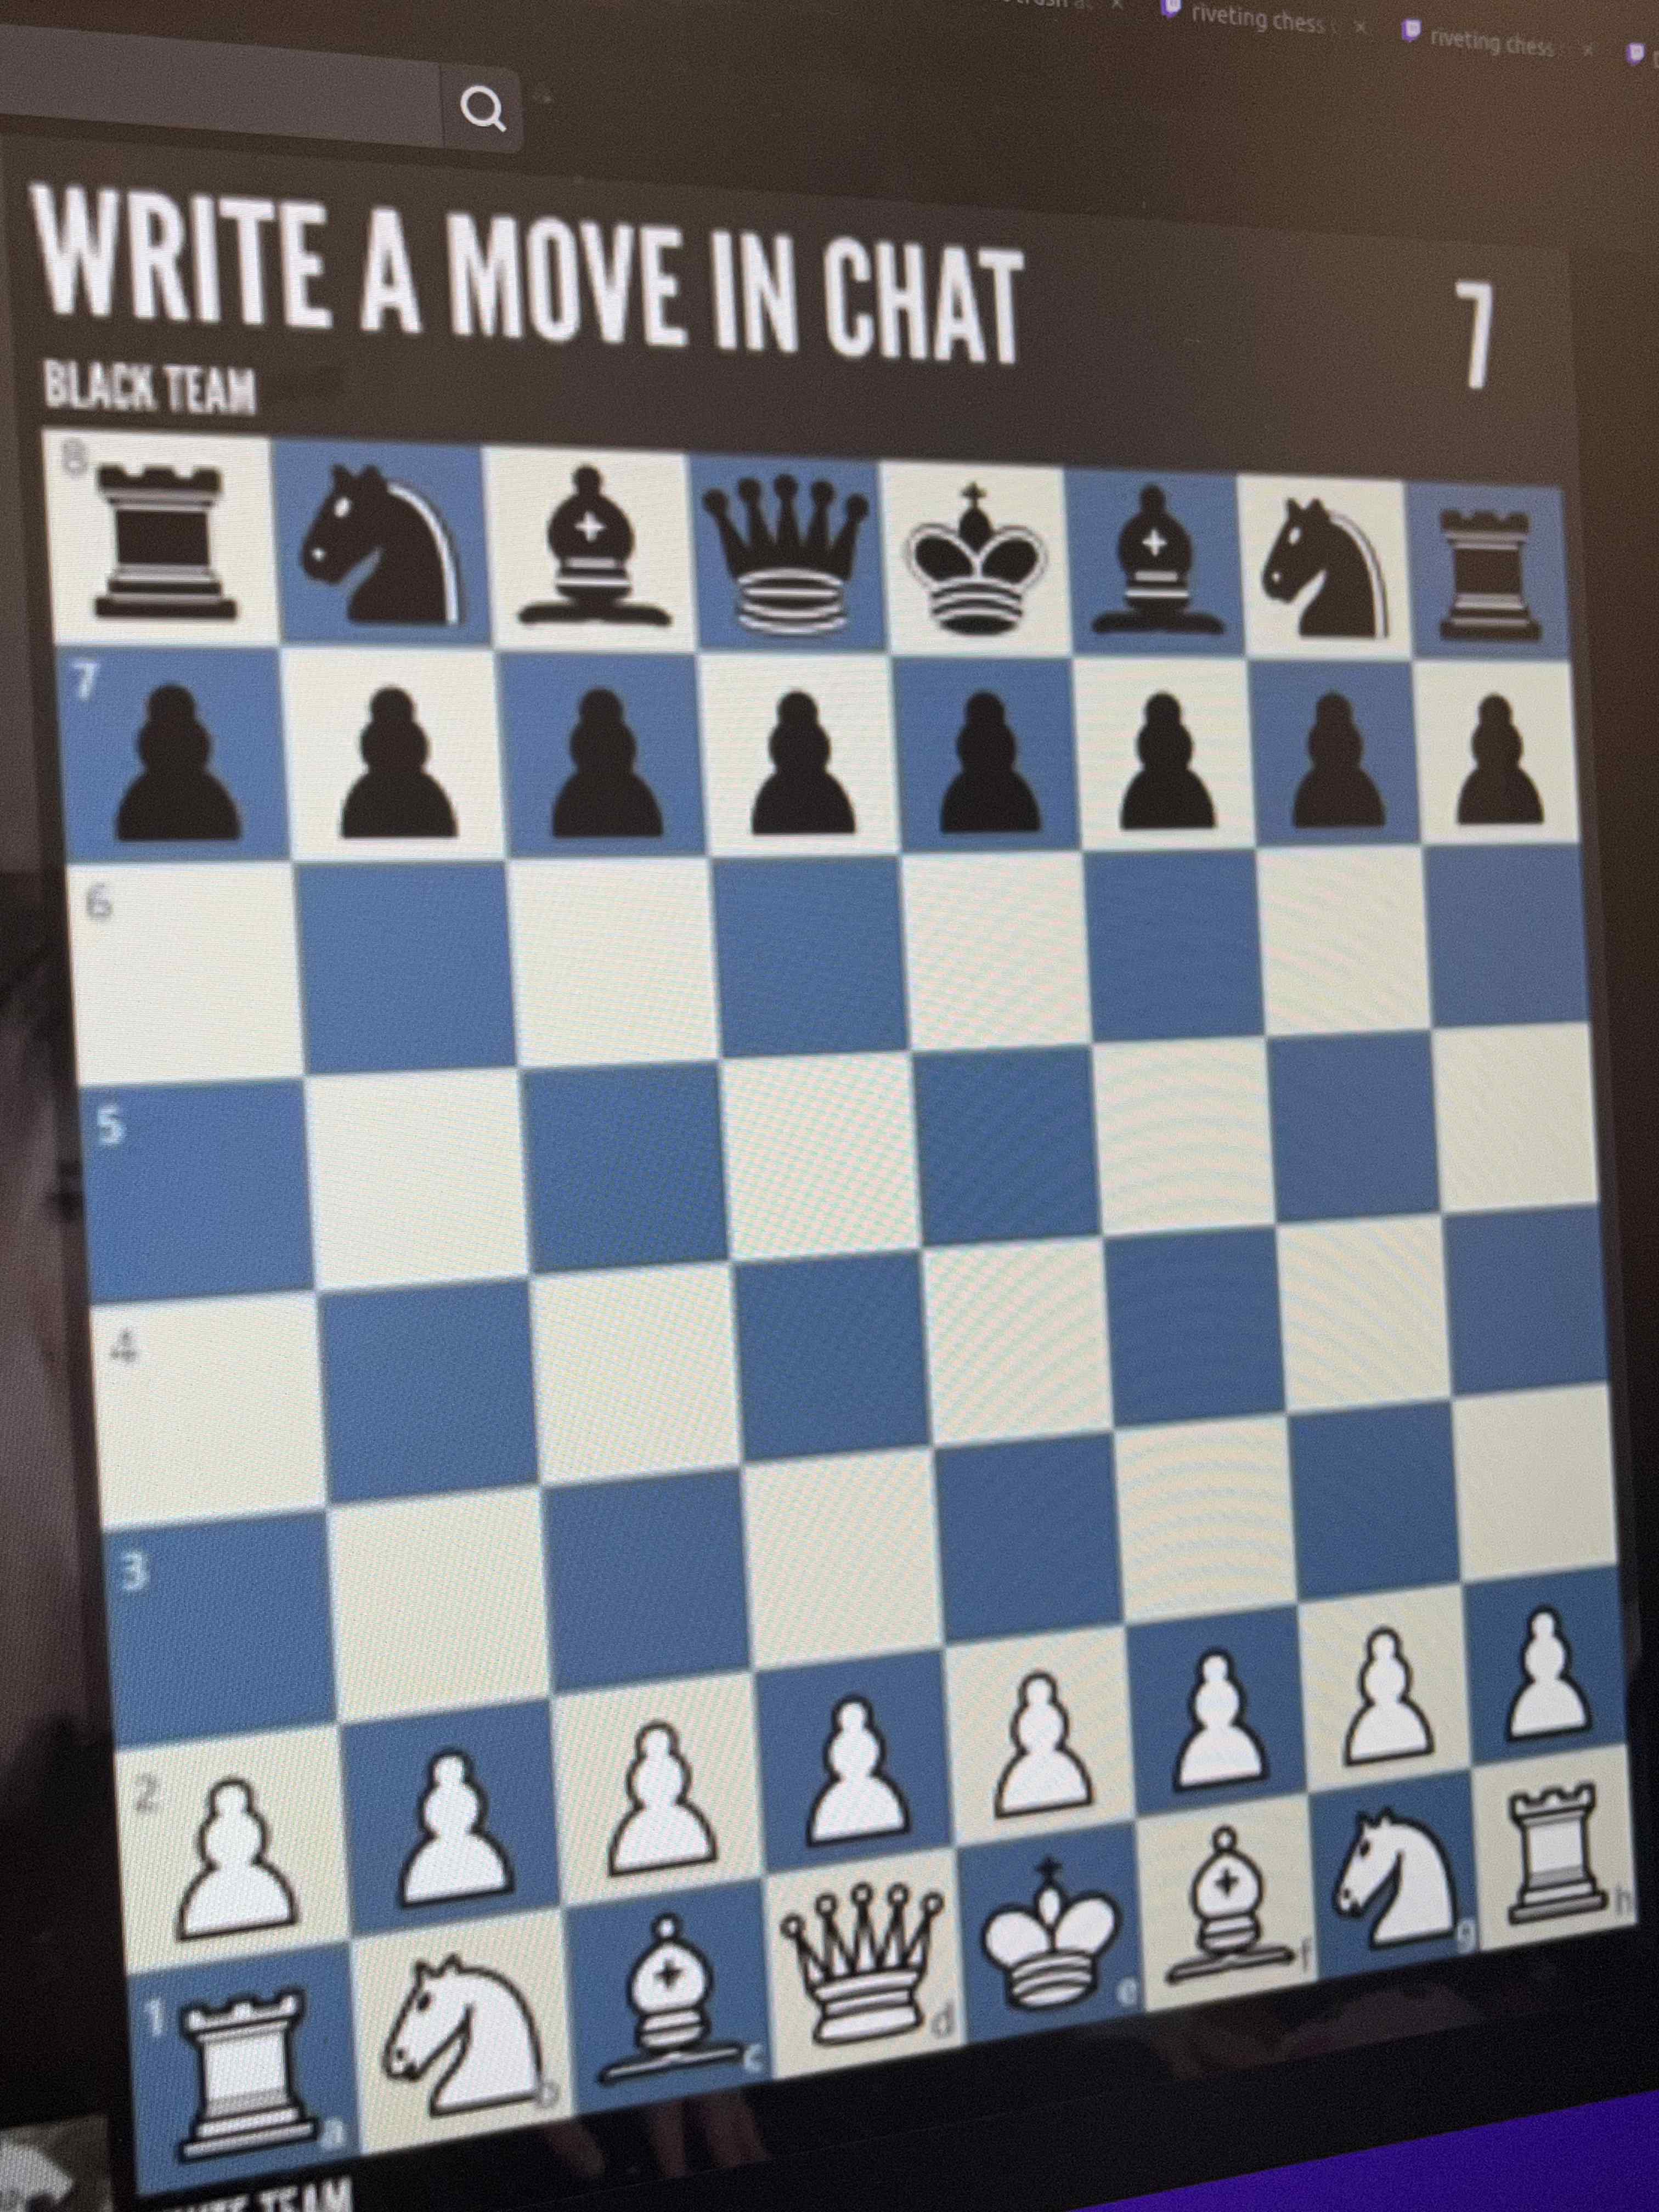 riveting chess
riveting chess
WRITE A MOVE IN CHAT
7
BLACK TEAM
8
7
6
5
4
3
2
1
a b c d e f g h
TEAM